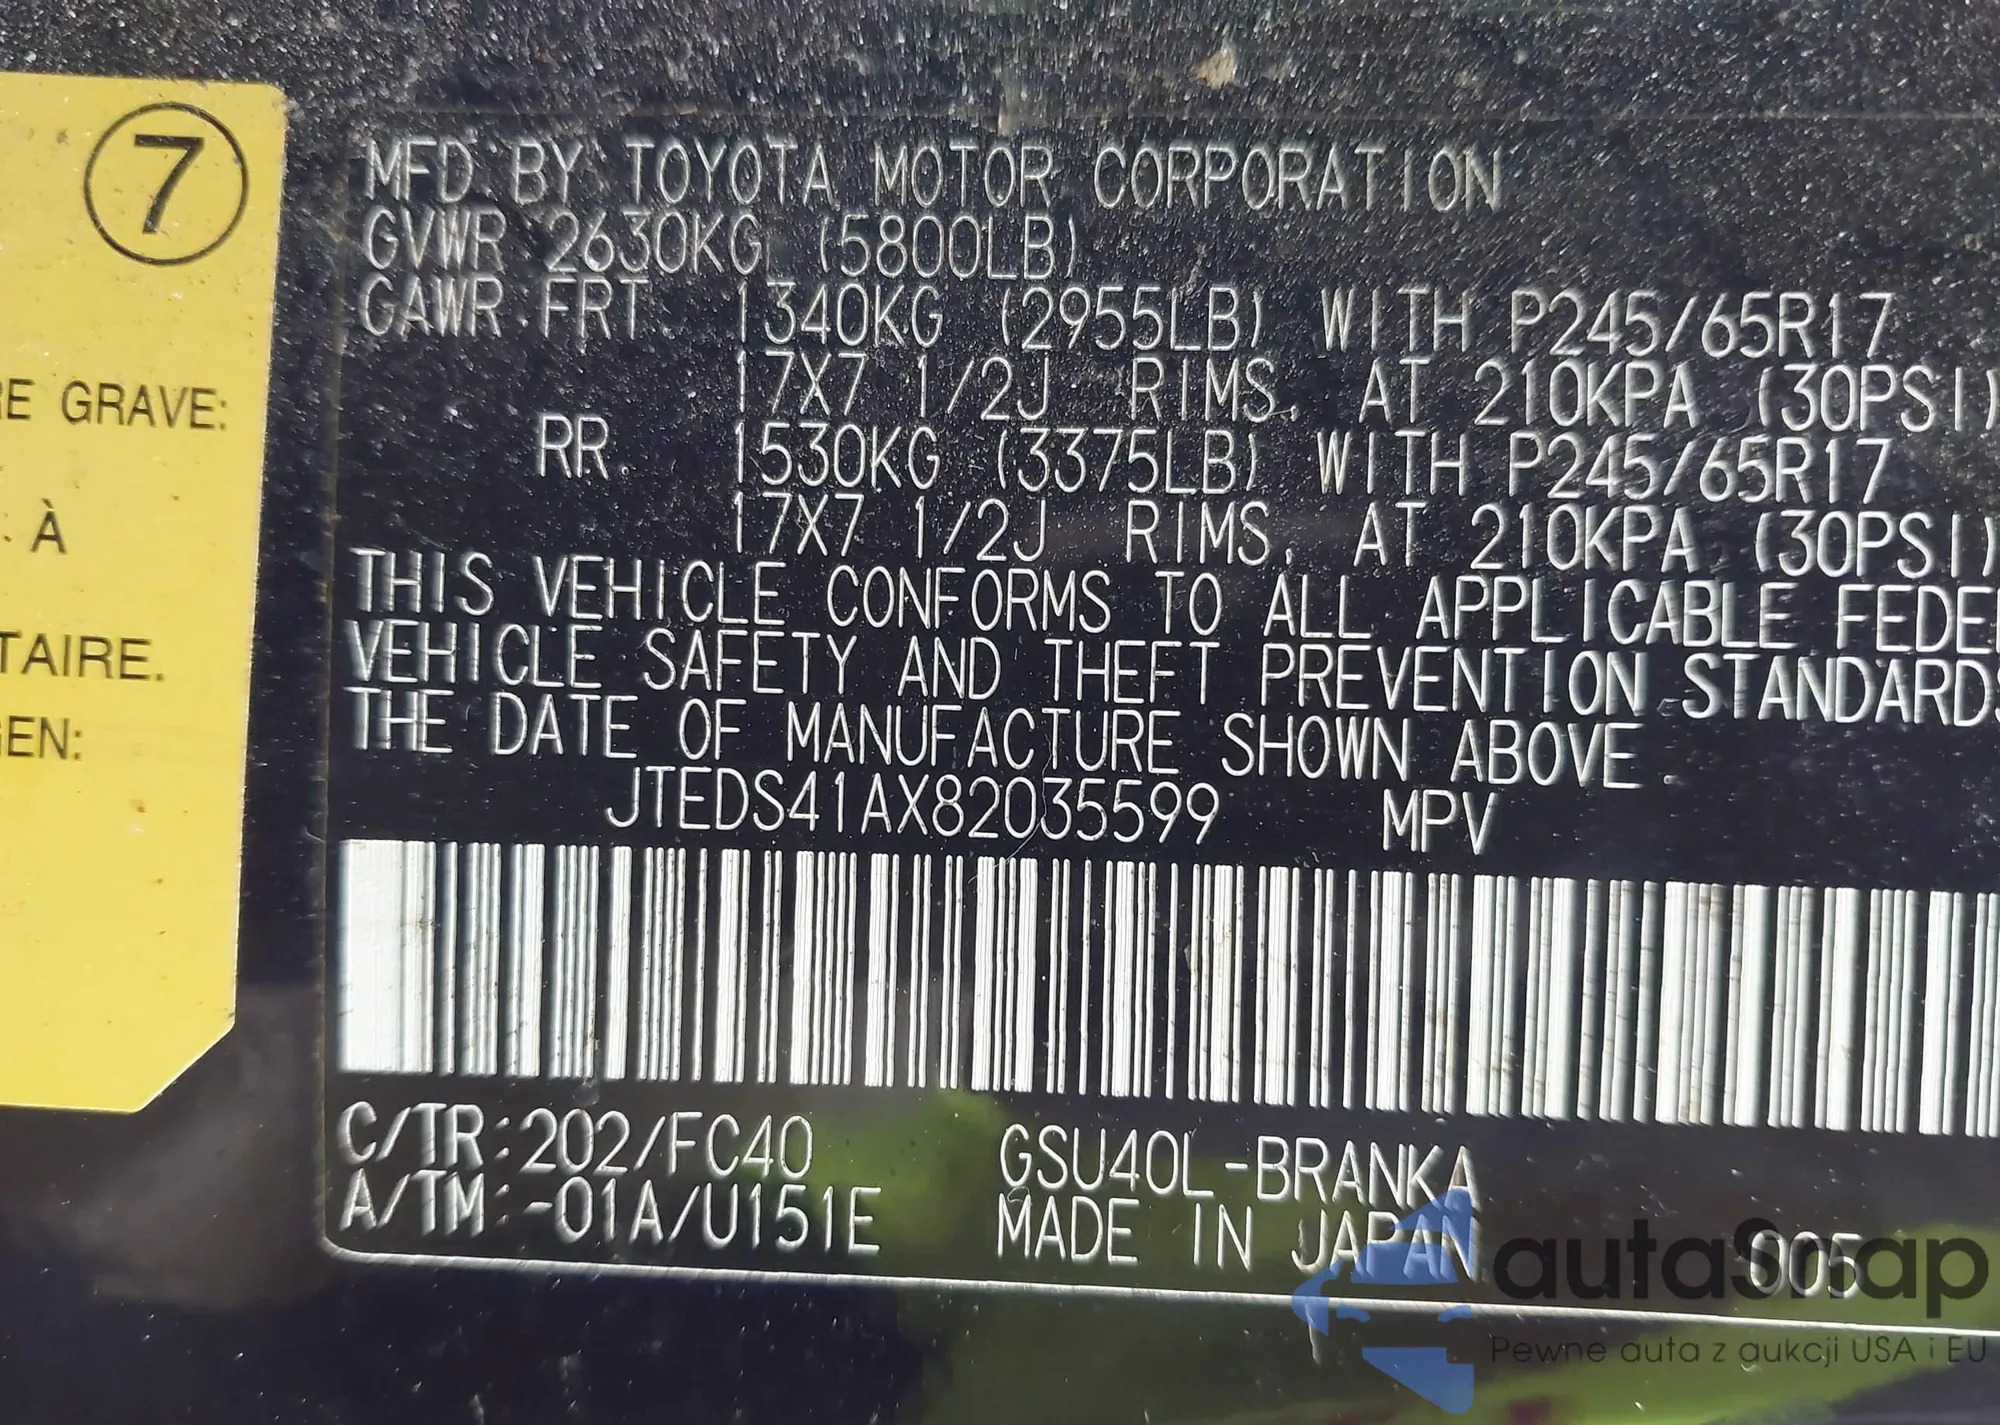 7
RE GRAVE:
. À
TAIRE.
GEN:
MFD. BY: TOYOTA MOTOR CORPORATION
GVWR 2630KG (5800LB)
GAWR FRT. 1340KG (2955LB) WITH P245/65R17
17X7 1/2J RIMS, AT 210KPA (30PSI)
RR. 1530KG (3375LB) WITH P245/65R17
17X7 1/2J RIMS, AT 210KPA (30PSI)
THIS VEHICLE CONFORMS TO ALL APPLICABLE FEDE
VEHICLE SAFETY AND THEFT PREVENTION STANDARDS
THE DATE OF MANUFACTURE SHOWN ABOVE.
JTEDS41AX82035599 MPV
C/TR:202/FC40 GSU40L-BRANKA
A/TM:-01A/U151E MADE IN JAPAN 005
autaSnap
Pewne auta z aukcji USA i EU